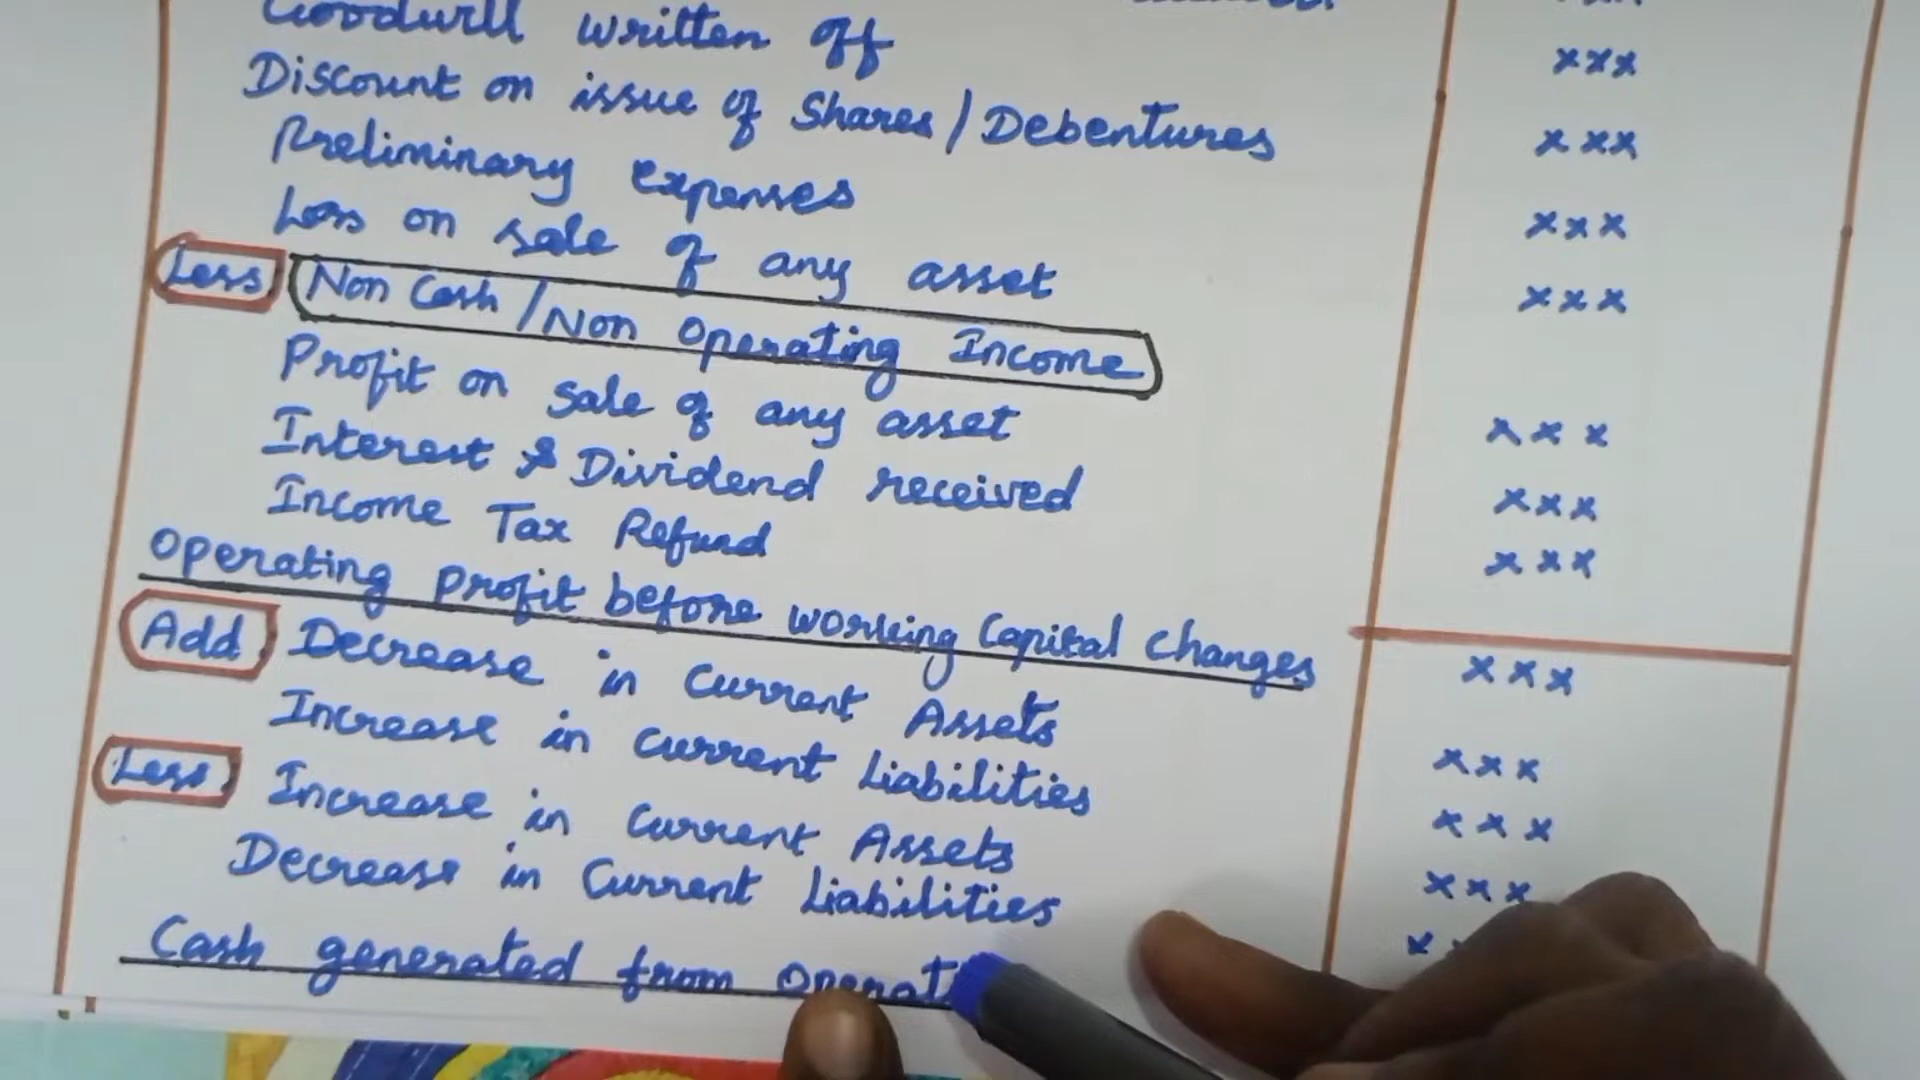 Goodwill written off xxx
Discount on issue of Shares/Debentures xxx
Preliminary expenses xxx
Loss on sale of any asset xxx
Less Non Cash/Non Operating Income
Profit on sale of any asset xxx
Interest & Dividend received xxx
Income Tax Refund xxx
Operating profit before working Capital Changes xxx
Add Decrease in Current Assets xxx
Increase in Current Liabilities xxx
Less Increase in Current Assets xxx
Decrease in Current Liabilities x
Cash generated from